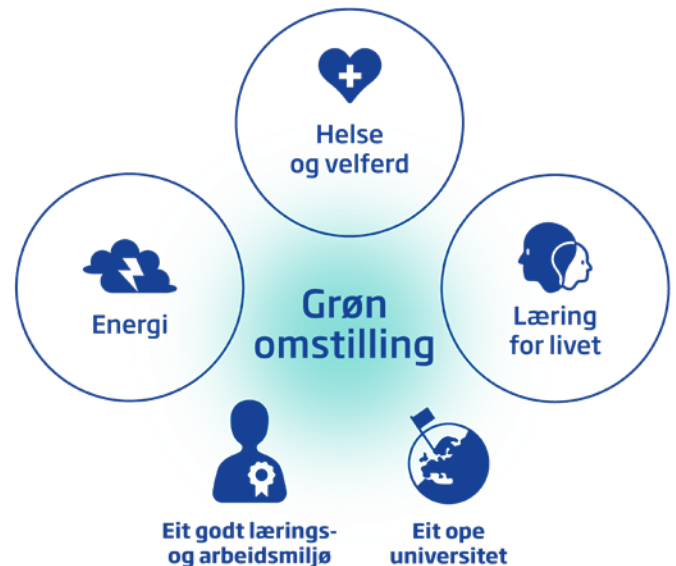 Helse
og velferd
Energi
Grøn
omstilling
Læring
for livet
Eit godt lærings-
og arbeidsmiljø
Eit ope
universitet